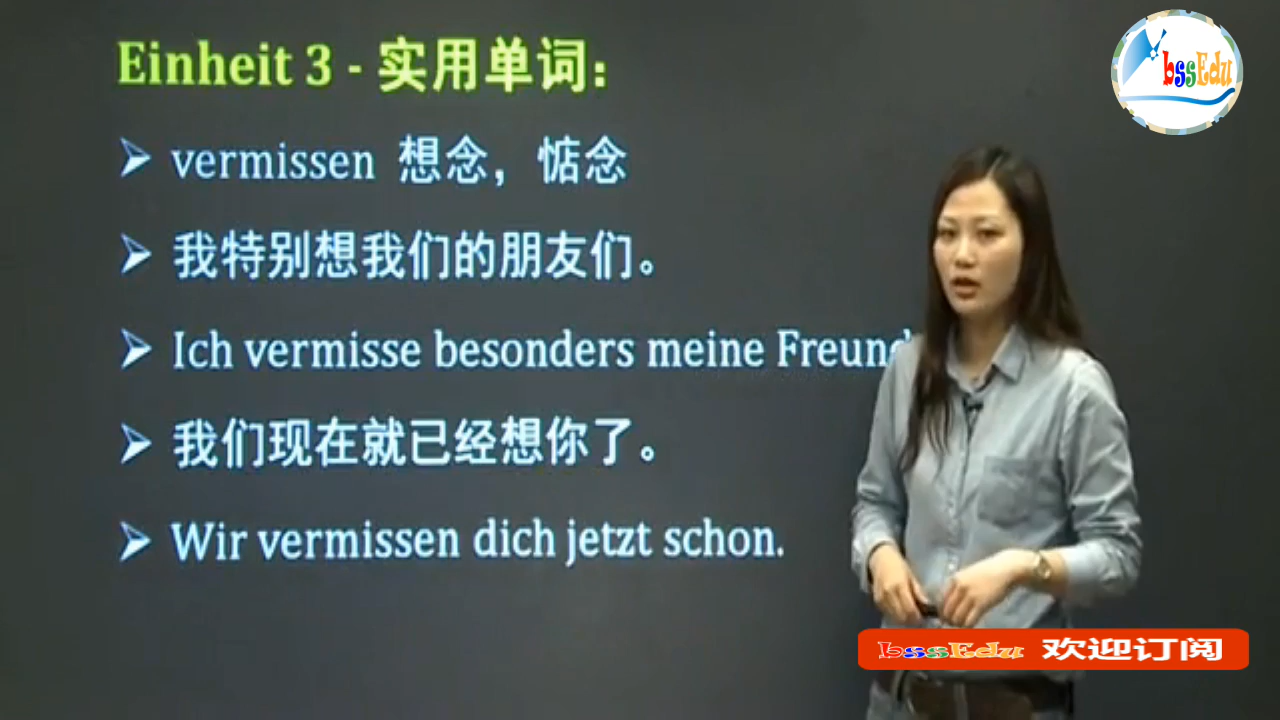 Einheit 3 - 实用单词：
vermissen 想念，惦念
我特别想我们的朋友们。
Ich vermisse besonders meine
我们现在就已经想你了。
Wir vermissen dich jetzt schon.
bssEdu
bssEdu 欢迎订阅